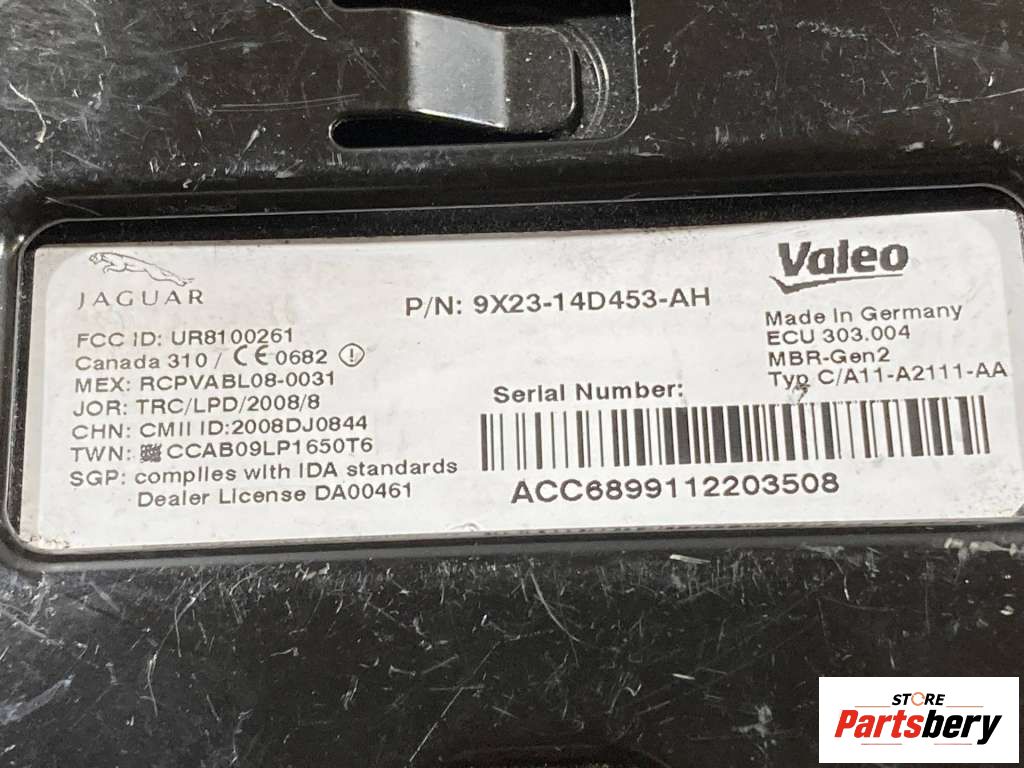 JAGUAR
P/N: 9X23-14D453-AH
Valeo
FCC ID: UR8100261
Canada 310 / CE 0682
MEX: RCPVABL08-0031
JOR: TRC/LPD/2008/8
CHN: CMII ID:2008DJ0844
TWN: CCAB09LP1650T6
SGP: complies with IDA standards
Dealer License DA00461
Made In Germany
ECU 303.004
MBR-Gen2
Typ C/A11-A2111-AA
Serial Number:
ACC6899112203508
STORE
Partsbery